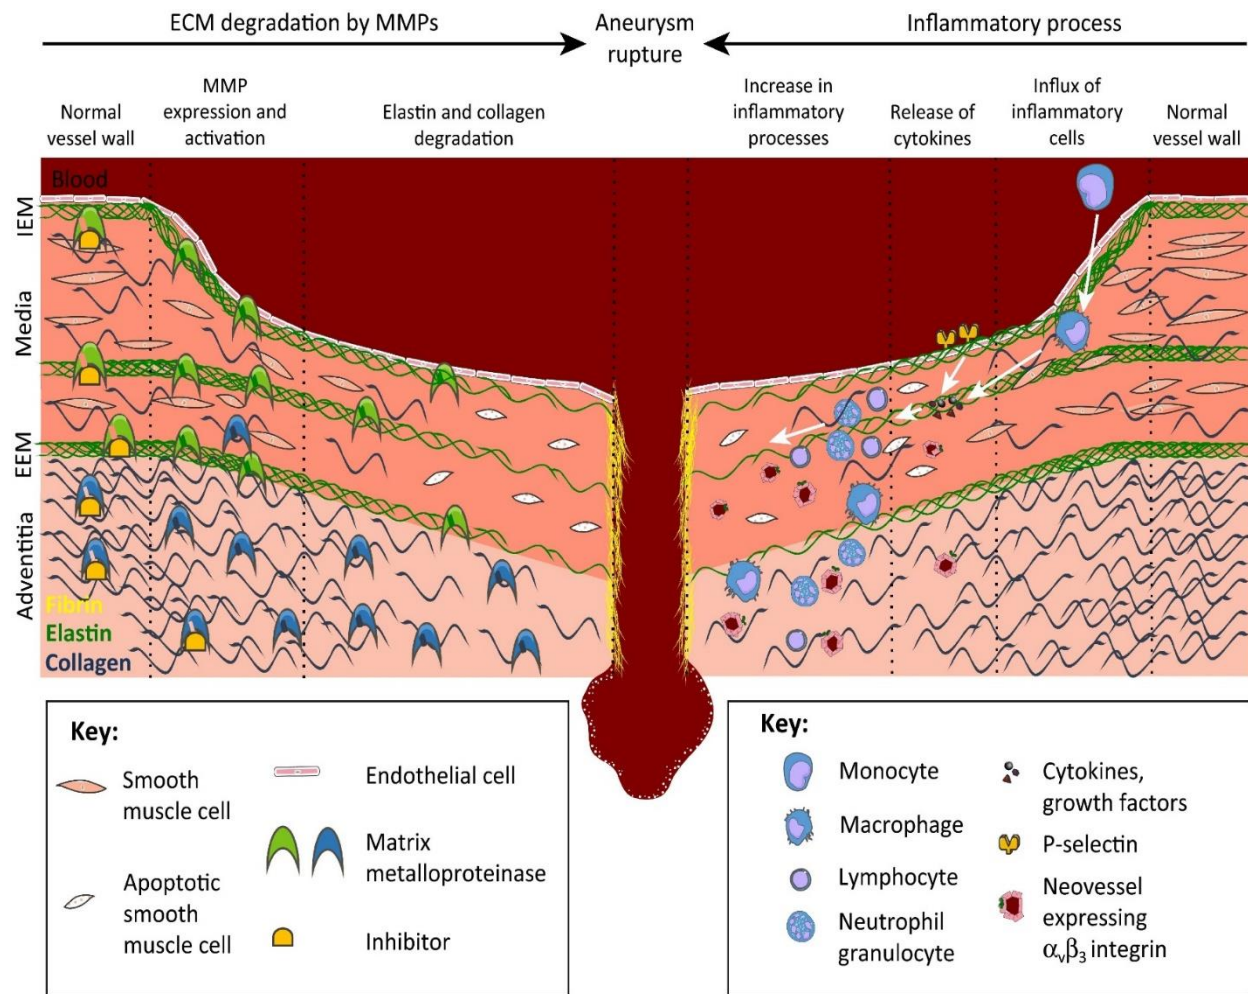 ECM degradation by MMPs
Aneurysm
rupture
Inflammatory process
Normal
vessel wall
MMP
expression and
activation
Elastin and collagen
degradation
Increase in
inflammatory
processes
Release of
cytokines
Influx of
inflammatory
cells
Normal
vessel wall
Blood
IEM
Media
EEM
Adventitia
Fibrin
Elastin
Collagen
Key:
Smooth
muscle cell
Apoptotic
smooth
muscle cell
Endothelial cell
Matrix
metalloproteinase
Inhibitor
Key:
Monocyte
Macrophage
Lymphocyte
Neutrophil
granulocyte
Cytokines,
growth factors
P-selectin
Neovessel
expressing
αvβ3 integrin